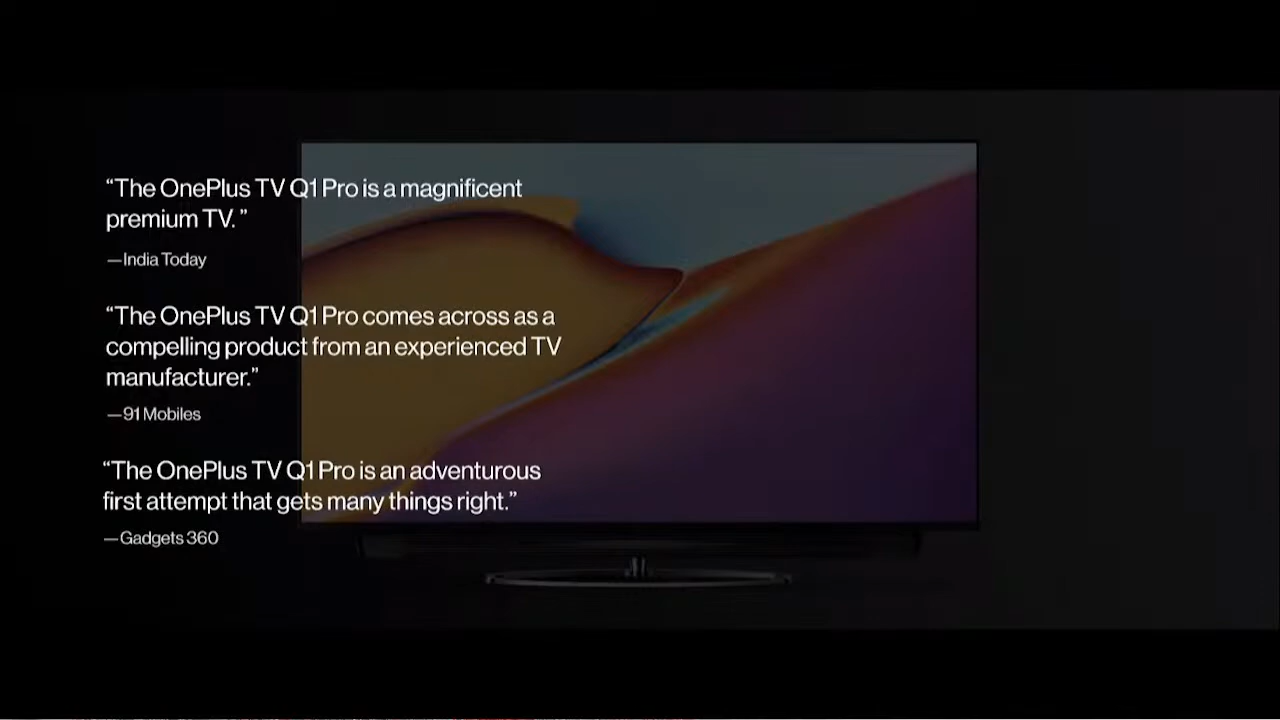 “The OnePlus TV Q1 Pro is a magnificent
premium TV. ”
—India Today
“The OnePlus TV Q1 Pro comes across as a
compelling product from an experienced TV
manufacturer.”
—91 Mobiles
“The OnePlus TV Q1 Pro is an adventurous
first attempt that gets many things right.”
—Gadgets 360